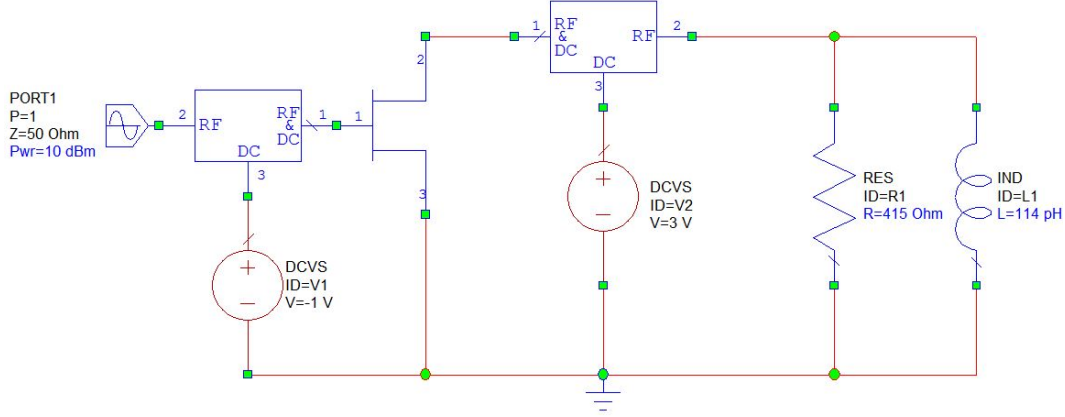 PORT1
P=1
Z=50 Ohm
Pwr=10 dBm
2
RF
RF
&
DC
DC
1
3
1
2
3
1
RF
&
DC
RF
DC
2
3
DCVS
ID=V1
V=-1 V
DCVS
ID=V2
V=3 V
RES
ID=R1
R=415 Ohm
IND
ID=L1
L=114 pH